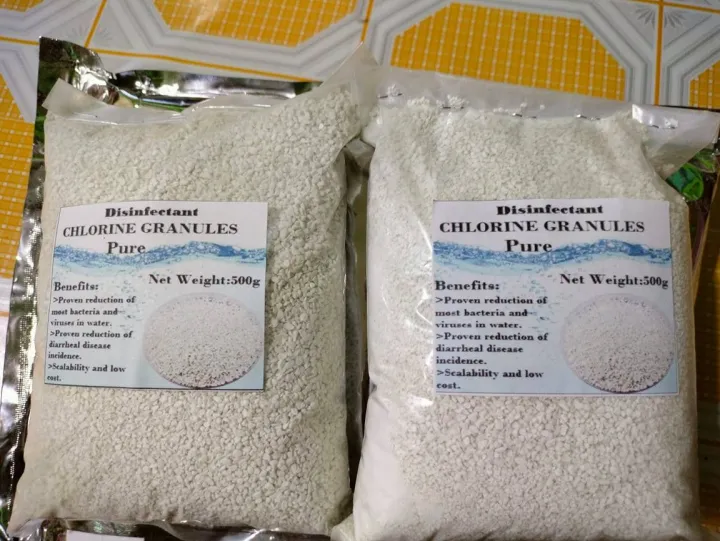 Disinfectant
CHLORINE GRANULES
Pure
Net Weight:500g
Benefits:
>Proven reduction of
most bacteria and
viruses in water.
>Proven reduction of
diarrheal disease
incidence.
>Scalability and low
cost.
Disinfectant
CHLORINE GRANULES
Pure
Net Weight:500g
Benefits:
>Proven reduction of
most bacteria and
viruses in water.
>Proven reduction of
diarrheal disease
incidence.
>Scalability and low
cost.